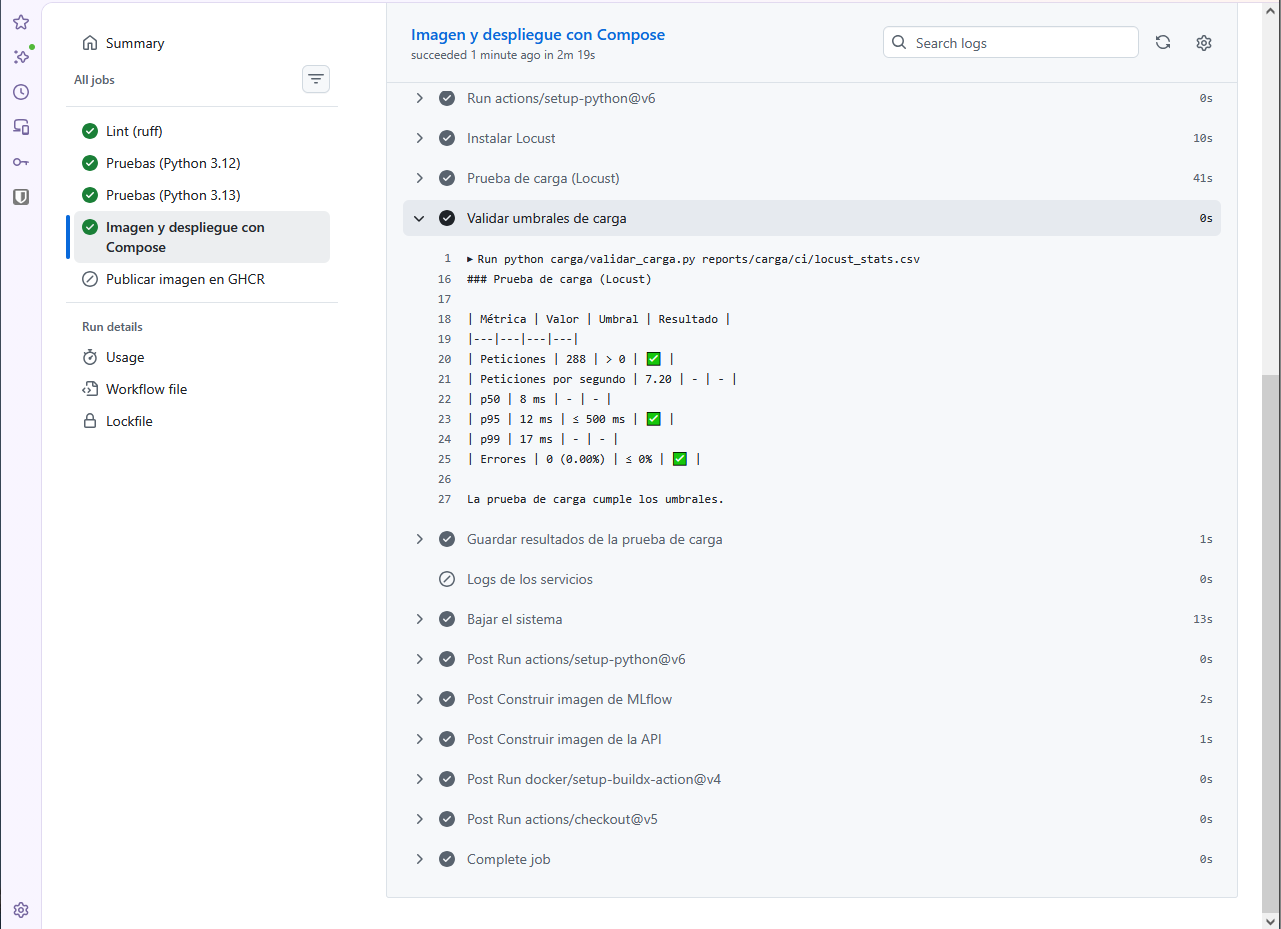 Summary
All jobs
Lint (ruff)
Pruebas (Python 3.12)
Pruebas (Python 3.13)
Imagen y despliegue con
Compose
Publicar imagen en GHCR
Run details
Usage
Workflow file
Lockfile
Imagen y despliegue con Compose
succeeded 1 minute ago in 2m 19s
Search logs
Run actions/setup-python@v6 0s
Instalar Locust 10s
Prueba de carga (Locust) 41s
Validar umbrales de carga 0s
1 ▸ Run python carga/validar_carga.py reports/carga/ci/locust_stats.csv
16 ### Prueba de carga (Locust)
17
18 | Métrica | Valor | Umbral | Resultado |
19 |---|---|---|---|
20 | Peticiones | 288 | > 0 | ✅ |
21 | Peticiones por segundo | 7.20 | - | - |
22 | p50 | 8 ms | - | - |
23 | p95 | 12 ms | ≤ 500 ms | ✅ |
24 | p99 | 17 ms | - | - |
25 | Errores | 0 (0.00%) | ≤ 0% | ✅ |
26
27 La prueba de carga cumple los umbrales.
Guardar resultados de la prueba de carga 1s
Logs de los servicios 0s
Bajar el sistema 13s
Post Run actions/setup-python@v6 0s
Post Construir imagen de MLflow 2s
Post Construir imagen de la API 1s
Post Run docker/setup-buildx-action@v4 0s
Post Run actions/checkout@v5 0s
Complete job 0s